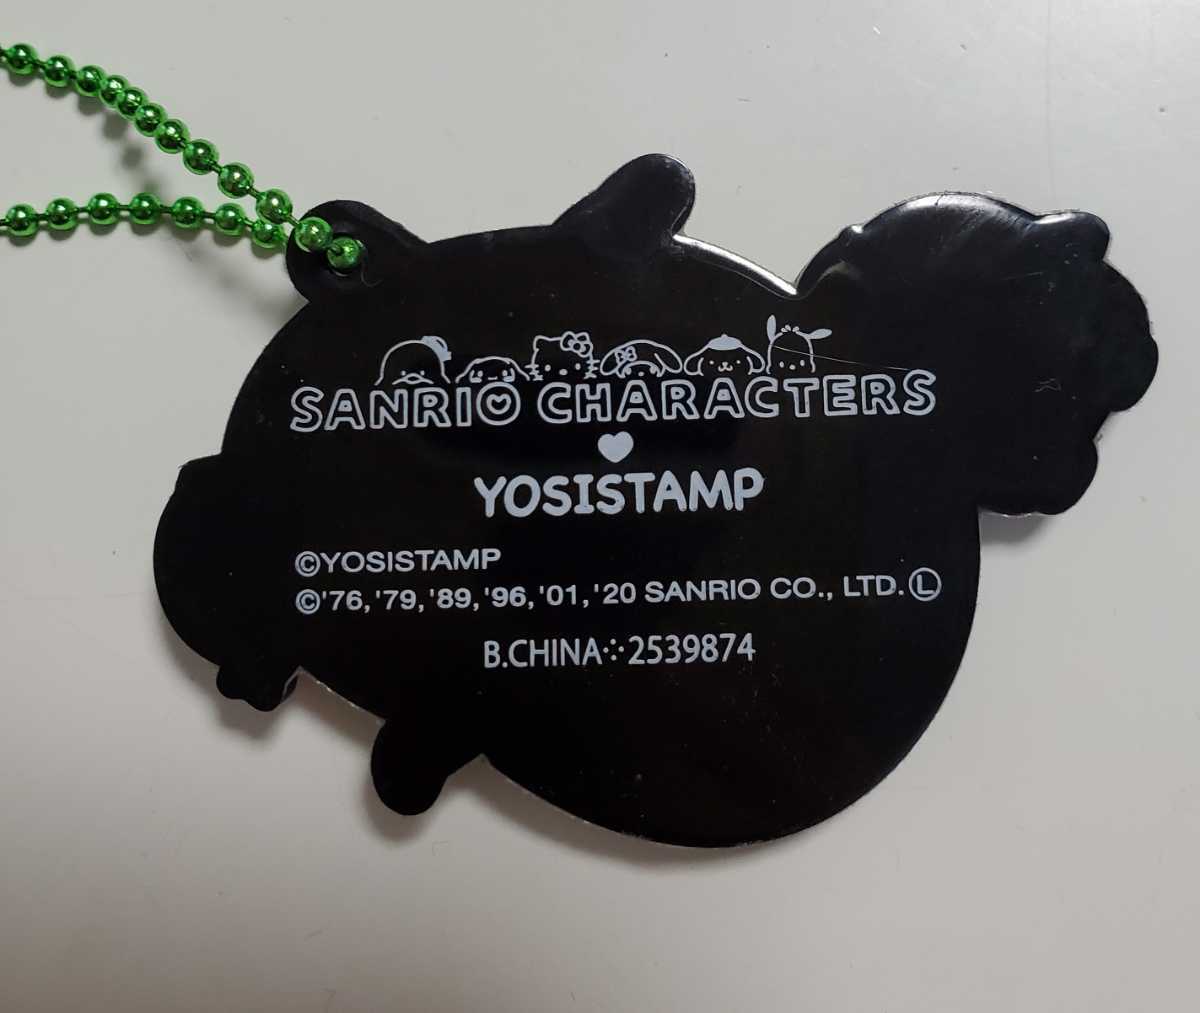 SANRIO CHARACTERS
YOSISTAMP
©YOSISTAMP
©'76,'79,'89,'96,'01,'20 SANRIO CO., LTD.Ⓛ
B.CHINA⁘2539874